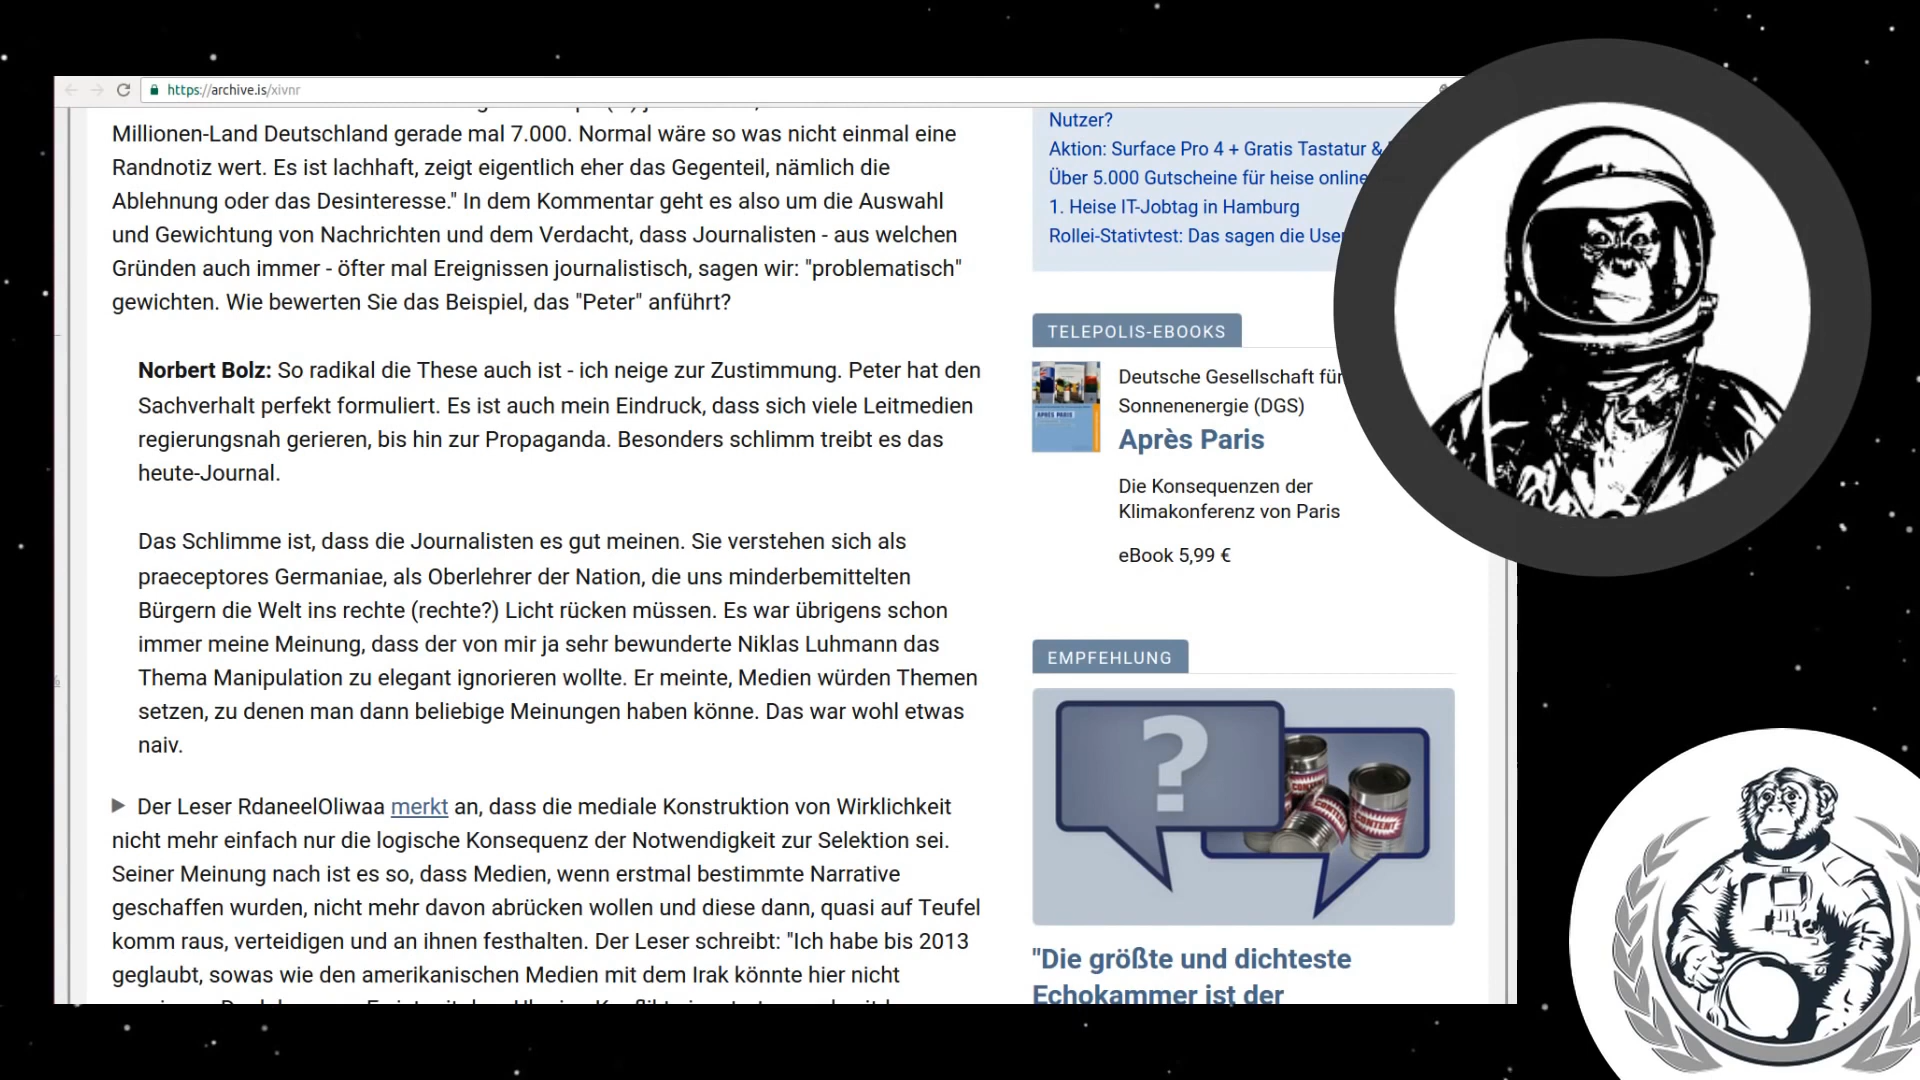 https://archive.is/xivnr
Millionen-Land Deutschland gerade mal 7.000. Normal wäre so was nicht einmal eine
Randnotiz wert. Es ist lachhaft, zeigt eigentlich eher das Gegenteil, nämlich die
Ablehnung oder das Desinteresse." In dem Kommentar geht es also um die Auswahl
und Gewichtung von Nachrichten und dem Verdacht, dass Journalisten - aus welchen
Gründen auch immer - öfter mal Ereignissen journalistisch, sagen wir: "problematisch"
gewichten. Wie bewerten Sie das Beispiel, das "Peter" anführt?
Norbert Bolz: So radikal die These auch ist - ich neige zur Zustimmung. Peter hat den
Sachverhalt perfekt formuliert. Es ist auch mein Eindruck, dass sich viele Leitmedien
regierungsnah gerieren, bis hin zur Propaganda. Besonders schlimm treibt es das
heute-Journal.
Das Schlimme ist, dass die Journalisten es gut meinen. Sie verstehen sich als
praeceptores Germaniae, als Oberlehrer der Nation, die uns minderbemittelten
Bürgern die Welt ins rechte (rechte?) Licht rücken müssen. Es war übrigens schon
immer meine Meinung, dass der von mir ja sehr bewunderte Niklas Luhmann das
Thema Manipulation zu elegant ignorieren wollte. Er meinte, Medien würden Themen
setzen, zu denen man dann beliebige Meinungen haben könne. Das war wohl etwas
naiv.
Der Leser RdaneelOliwaa merkt an, dass die mediale Konstruktion von Wirklichkeit
nicht mehr einfach nur die logische Konsequenz der Notwendigkeit zur Selektion sei.
Seiner Meinung nach ist es so, dass Medien, wenn erstmal bestimmte Narrative
geschaffen wurden, nicht mehr davon abrücken wollen und diese dann, quasi auf Teufel
komm raus, verteidigen und an ihnen festhalten. Der Leser schreibt: "Ich habe bis 2013
geglaubt, sowas wie den amerikanischen Medien mit dem Irak könnte hier nicht
Nutzer?
Aktion: Surface Pro 4 + Gratis Tastatur &
Über 5.000 Gutscheine für heise online
1. Heise IT-Jobtag in Hamburg
Rollei-Stativtest: Das sagen die User
TELEPOLIS-EBOOKS
APRÈS PARIS
Deutsche Gesellschaft für
Sonnenenergie (DGS)
Après Paris
Die Konsequenzen der
Klimakonferenz von Paris
eBook 5,99 €
EMPFEHLUNG
?
CONTENT
CONTENT
CONTENT
"Die größte und dichteste
Echokammer ist der